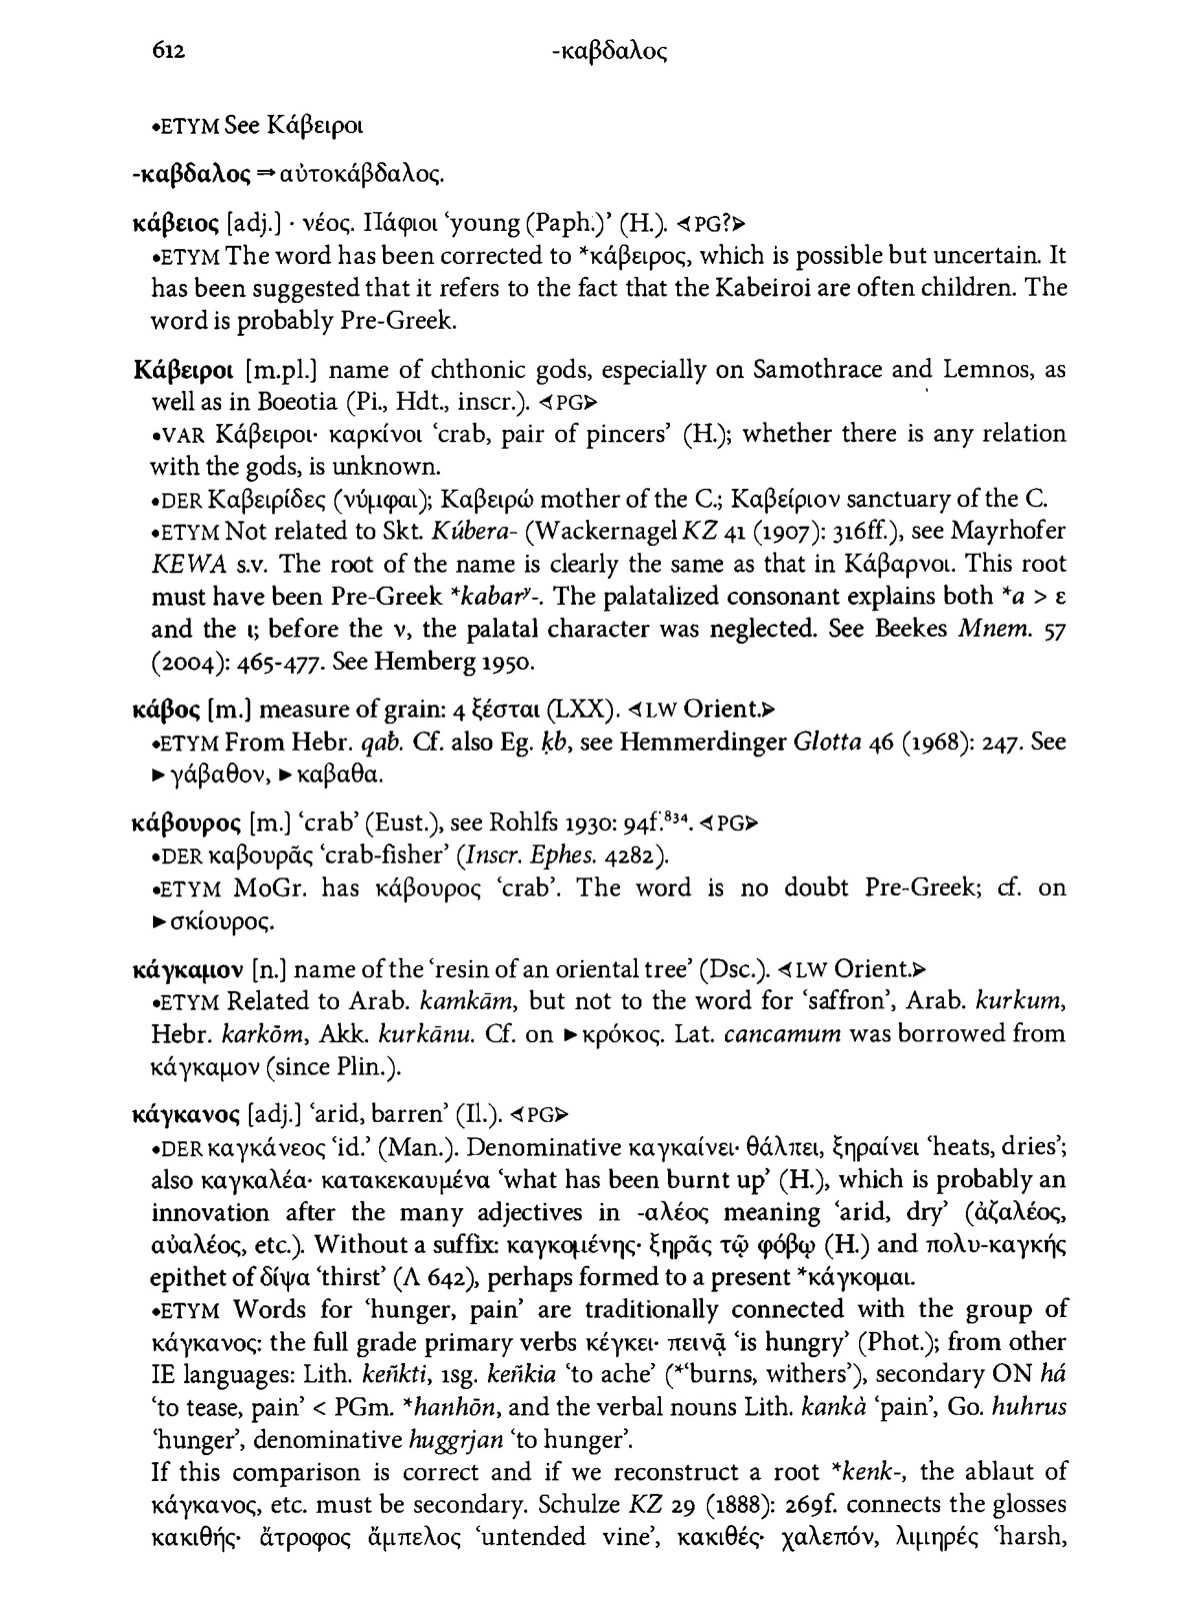 612
-καβδαλος
•ETYM See Κάβειροι
-καβδαλος ⇒ αὐτοκάβδαλος.
κάβειος [adj.] · νέος. Πάφιοι ‘young (Paph.)’ (H.). ◁PG?▷
•ETYM The word has been corrected to *κάβειρος, which is possible but uncertain. It
has been suggested that it refers to the fact that the Kabeiroi are often children. The
word is probably Pre-Greek.
Κάβειροι [m.pl.] name of chthonic gods, especially on Samothrace and Lemnos, as
well as in Boeotia (Pi., Hdt., inscr.). ◁PG▷
•VAR Κάβειροι· καρκίνοι ‘crab, pair of pincers’ (H.); whether there is any relation
with the gods, is unknown.
•DER Καβειρίδες (νύμφαι); Καβειρώ mother of the C.; Καβείριον sanctuary of the C.
•ETYM Not related to Skt. Kúbera- (Wackernagel KZ 41 (1907): 316ff.), see Mayrhofer
KEWA s.v. The root of the name is clearly the same as that in Κάβαρνοι. This root
must have been Pre-Greek *kabarʸ-. The palatalized consonant explains both *a > ε
and the ι; before the ν, the palatal character was neglected. See Beekes Mnem. 57
(2004): 465-477. See Hemberg 1950.
κάβος [m.] measure of grain: 4 ξέσται (LXX). ◁LW Orient.▷
•ETYM From Hebr. qab. Cf. also Eg. ḳb, see Hemmerdinger Glotta 46 (1968): 247. See
►γάβαθον, ►καβαθα.
κάβουρος [m.] ‘crab’ (Eust.), see Rohlfs 1930: 94f.⁸³⁴. ◁PG▷
•DER καβουρᾶς ‘crab-fisher’ (Inscr. Ephes. 4282).
•ETYM MoGr. has κάβουρος ‘crab’. The word is no doubt Pre-Greek; cf. on
►σκίουρος.
κάγκαμον [n.] name of the ‘resin of an oriental tree’ (Dsc.). ◁LW Orient.▷
•ETYM Related to Arab. kamkām, but not to the word for ‘saffron’, Arab. kurkum,
Hebr. karkōm, Akk. kurkānu. Cf. on ►κρόκος. Lat. cancamum was borrowed from
κάγκαμον (since Plin.).
κάγκανος [adj.] ‘arid, barren’ (Il.). ◁PG▷
•DER καγκάνεος ‘id.’ (Man.). Denominative καγκαίνει· θάλπει, ξηραίνει ‘heats, dries’;
also καγκαλέα· κατακεκαυμένα ‘what has been burnt up’ (H.), which is probably an
innovation after the many adjectives in -αλέος meaning ‘arid, dry’ (ἀζαλέος,
αὐαλέος, etc.). Without a suffix: καγκομένης· ξηρᾶς τῷ φόβῳ (H.) and πολυ-καγκής
epithet of δίψα ‘thirst’ (Λ 642), perhaps formed to a present *κάγκομαι.
•ETYM Words for ‘hunger, pain’ are traditionally connected with the group of
κάγκανος: the full grade primary verbs κέγκει· πεινᾷ ‘is hungry’ (Phot.); from other
IE languages: Lith. keñkti, 1sg. keñkia ‘to ache’ (*‘burns, withers’), secondary ON há
‘to tease, pain’ < PGm. *hanhōn, and the verbal nouns Lith. kankà ‘pain’, Go. huhrus
‘hunger’, denominative huggrjan ‘to hunger’.
If this comparison is correct and if we reconstruct a root *kenk-, the ablaut of
κάγκανος, etc. must be secondary. Schulze KZ 29 (1888): 269f. connects the glosses
κακιθής· ἄτροφος ἄμπελος ‘untended vine’, κακιθές· χαλεπόν, λιμηρές ‘harsh,